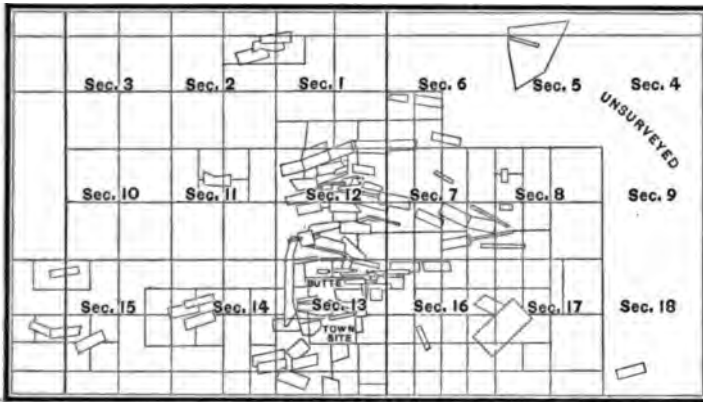 Sec. 3 Sec. 2 Sec. 1 Sec. 6 Sec. 5 Sec. 4
UNSURVEYED
Sec. 10 Sec. 11 Sec. 12 Sec. 7 Sec. 8 Sec. 9
BUTTE
Sec. 15 Sec. 14 Sec. 13 Sec. 16 Sec. 17 Sec. 18
TOWN
SITE